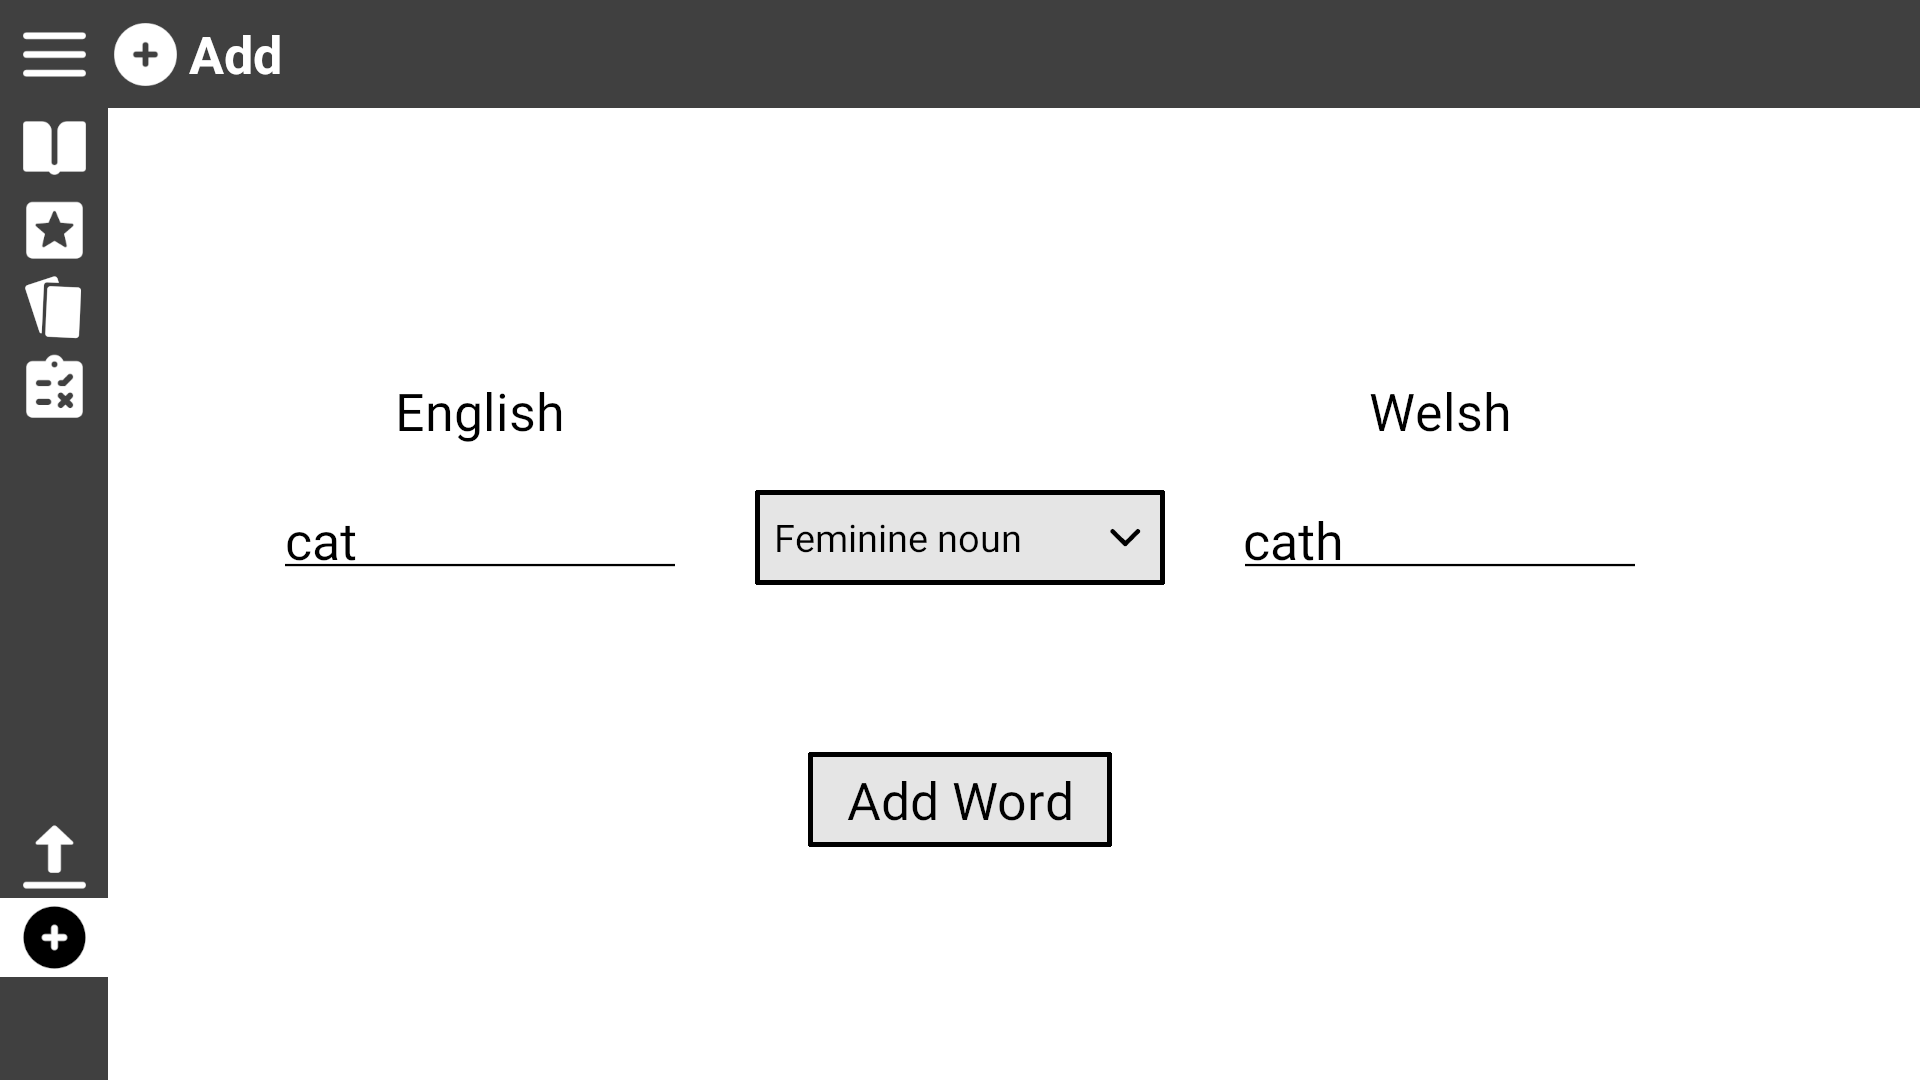 Add
English
Welsh
cat
Feminine noun
cath
Add Word